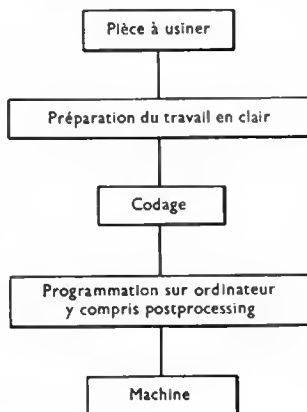 Pièce à usiner
Préparation du travail en clair
Codage
Programmation sur ordinateur
y compris postprocessing
Machine